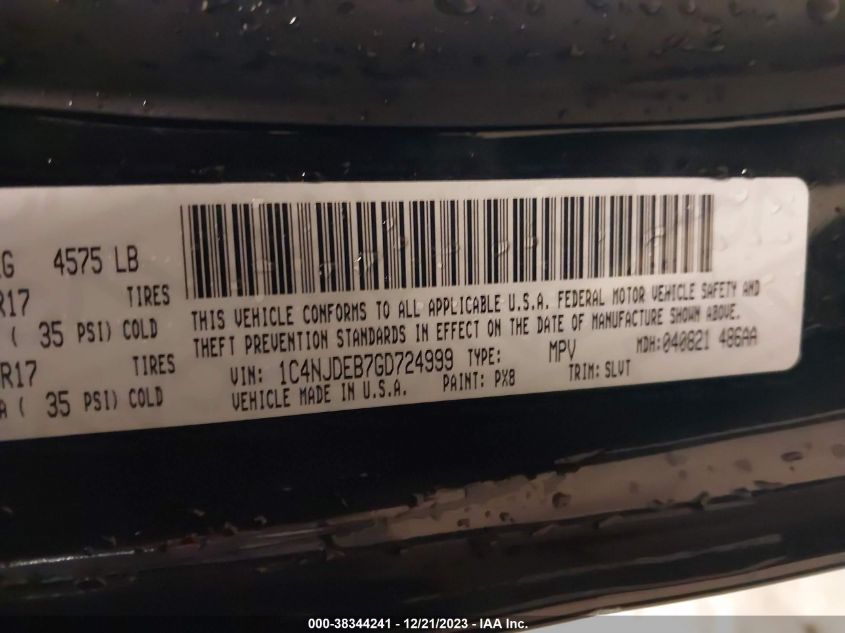 4575 LB
R17 TIRES
( 35 PSI) COLD
R17 TIRES
A ( 35 PSI) COLD
THIS VEHICLE CONFORMS TO ALL APPLICABLE U.S.A. FEDERAL MOTOR VEHICLE SAFETY AND
THEFT PREVENTION STANDARDS IN EFFECT ON THE DATE OF MANUFACTURE SHOWN ABOVE.
VIN: 1C4NJDEB7GD724999 TYPE: MPV MDH: 040821 486AA
VEHICLE MADE IN U.S.A. PAINT: PX8 TRIM: SLVT
000-38344241 - 12/21/2023 - IAA Inc.